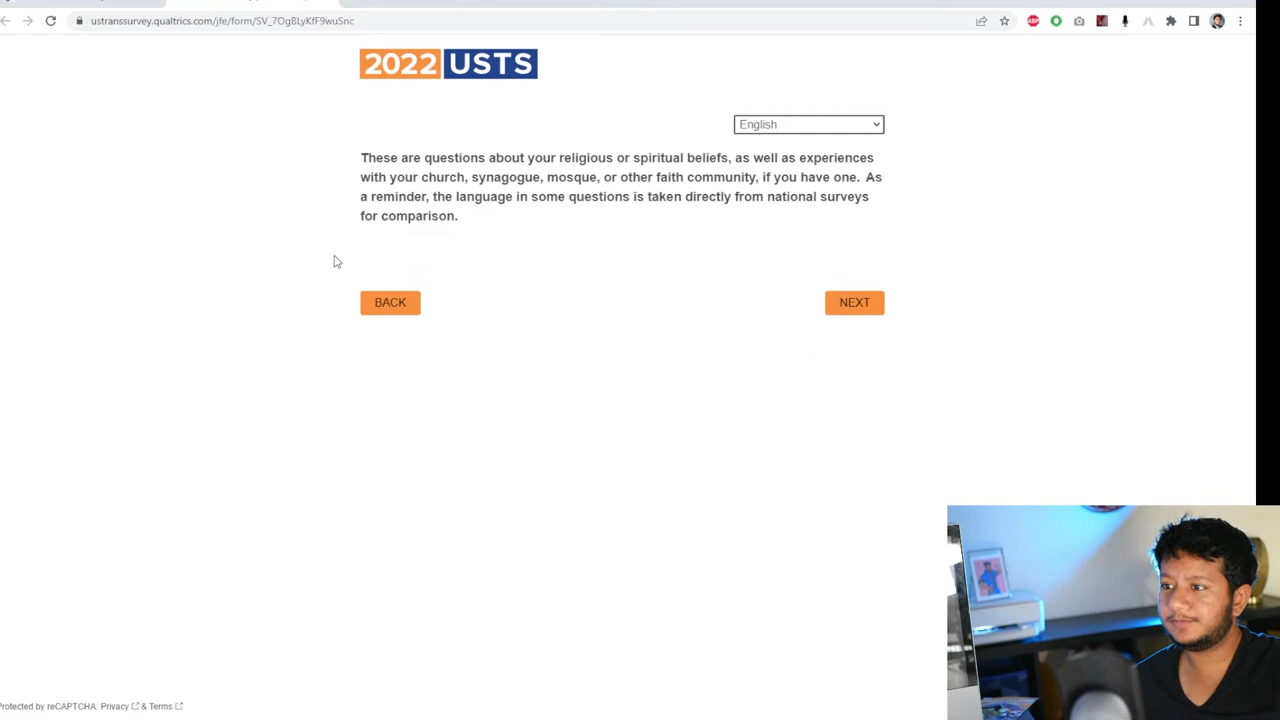 ustranssurvey.qualtrics.com/jfe/form/SV_7OgBLyKfF9wuSnc
2022 USTS
English
These are questions about your religious or spiritual beliefs, as well as experiences
with your church, synagogue, mosque, or other faith community, if you have one. As
a reminder, the language in some questions is taken directly from national surveys
for comparison.
BACK
NEXT
Protected by reCAPTCHA: Privacy & Terms